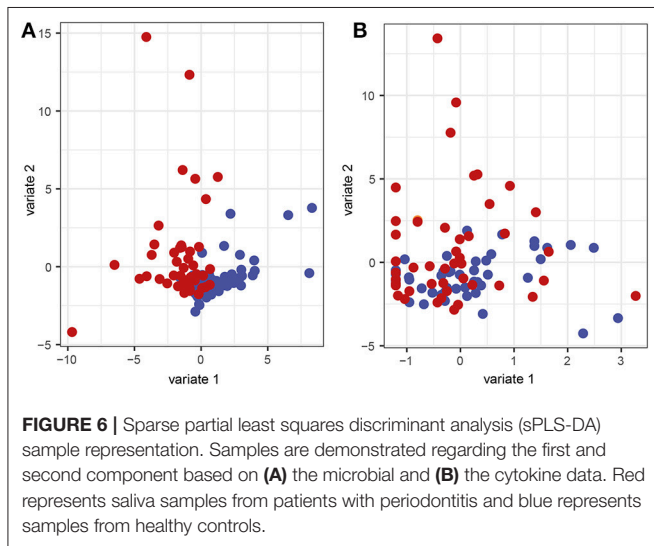 A
B
15
10
5
0
−5
variate 2
−10
−5
0
5
variate 1
10
5
0
−5
variate 2
−1
0
1
2
3
variate 1
FIGURE 6 | Sparse partial least squares discriminant analysis (sPLS-DA)
sample representation. Samples are demonstrated regarding the first and
second component based on (A) the microbial and (B) the cytokine data. Red
represents saliva samples from patients with periodontitis and blue represents
samples from healthy controls.